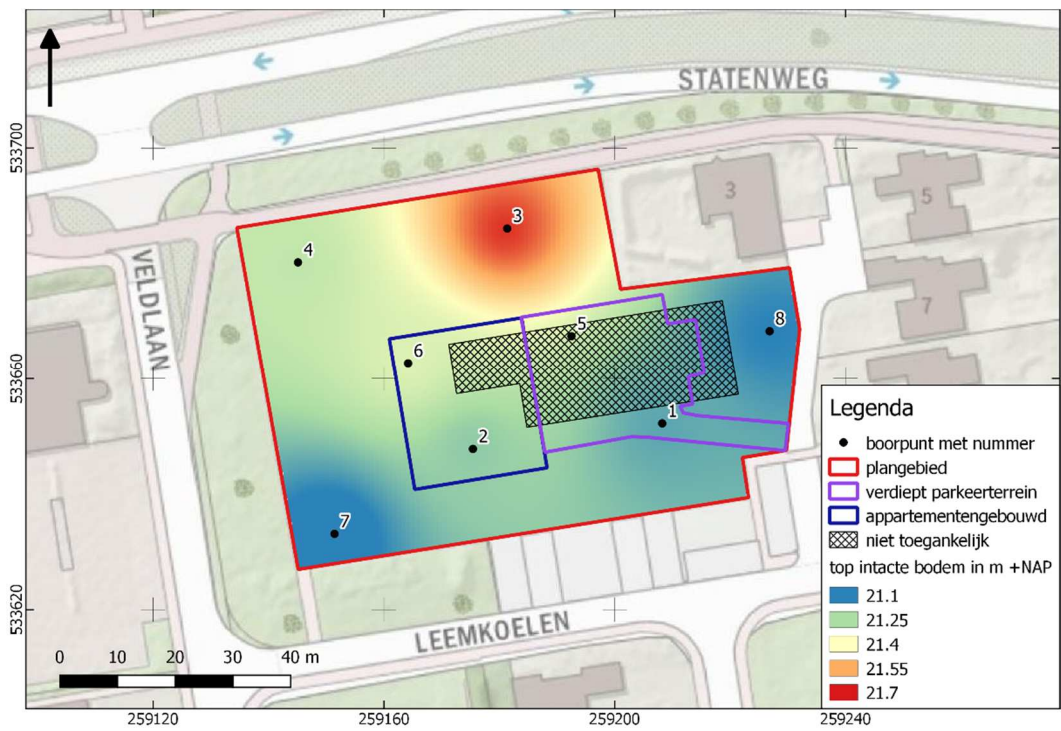 STATENWEG
VELDLAAN
LEEMKOELEN
3
5
7
3
4
5
8
6
1
2
7
533700
533660
533620
259120
259160
259200
259240
0 10 20 30 40 m
Legenda
boorpunt met nummer
plangebied
verdiept parkeerterrein
appartementengebouwd
niet toegankelijk
top intacte bodem in m +NAP
21.1
21.25
21.4
21.55
21.7